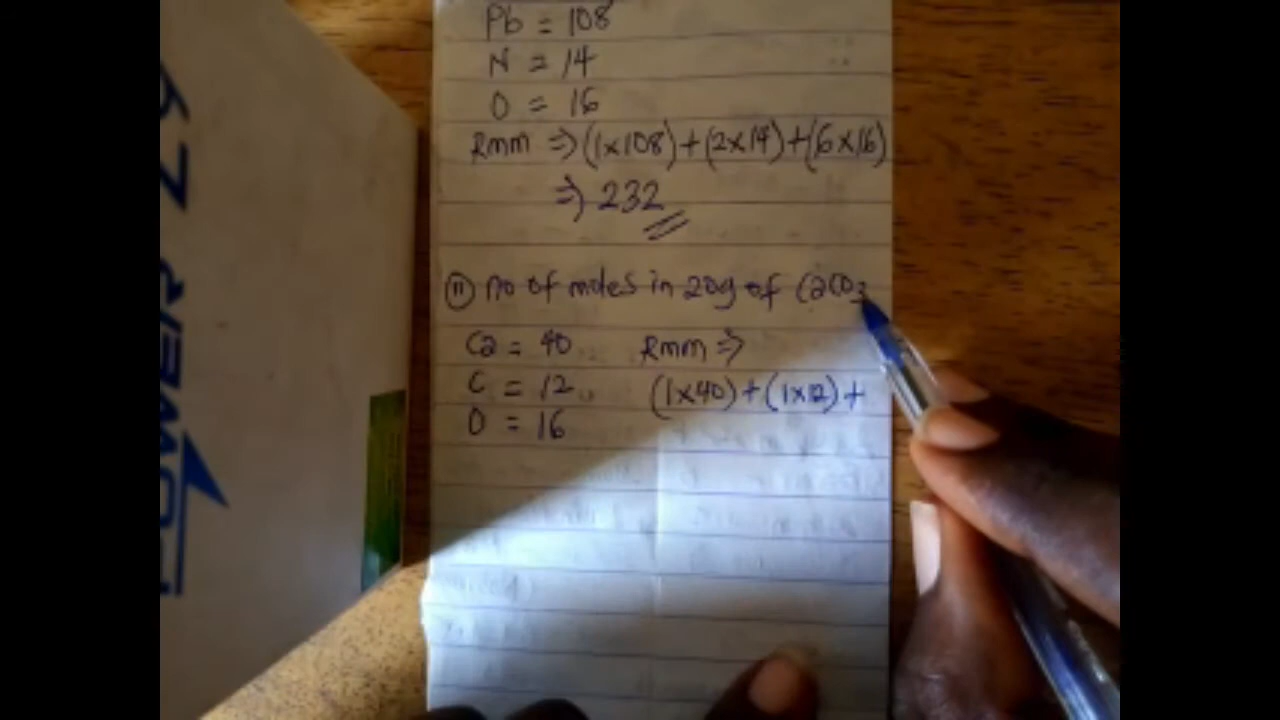 Pb = 108
N = 14
O = 16
Rmm ⇒ (1×108)+(2×14)+(6×16)
⇒ 232
(ii) no of moles in 20g of CaCO3
Ca = 40 Rmm ⇒
C = 12 (1×40)+(1×12)+
O = 16